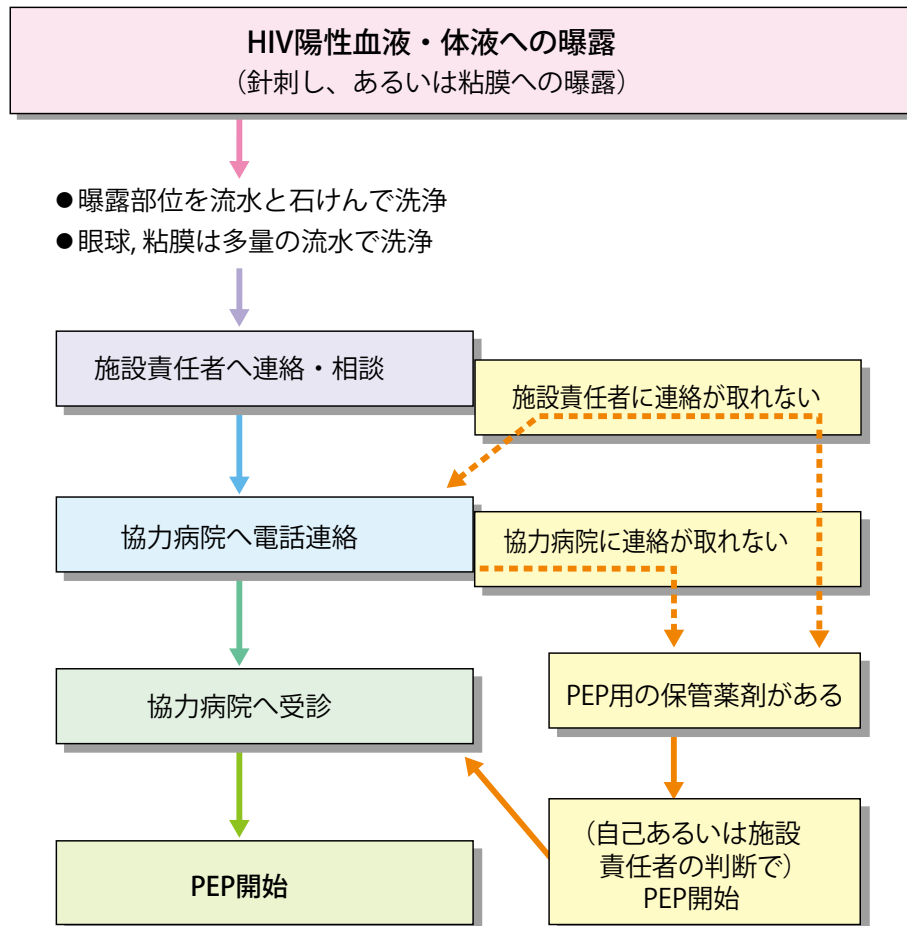 HIV陽性血液・体液への曝露
（針刺し、あるいは粘膜への曝露）
●曝露部位を流水と石けんで洗浄
●眼球, 粘膜は多量の流水で洗浄
施設責任者へ連絡・相談
施設責任者に連絡が取れない
協力病院へ電話連絡
協力病院に連絡が取れない
協力病院へ受診
PEP用の保管薬剤がある
（自己あるいは施設
責任者の判断で）
PEP開始
PEP開始